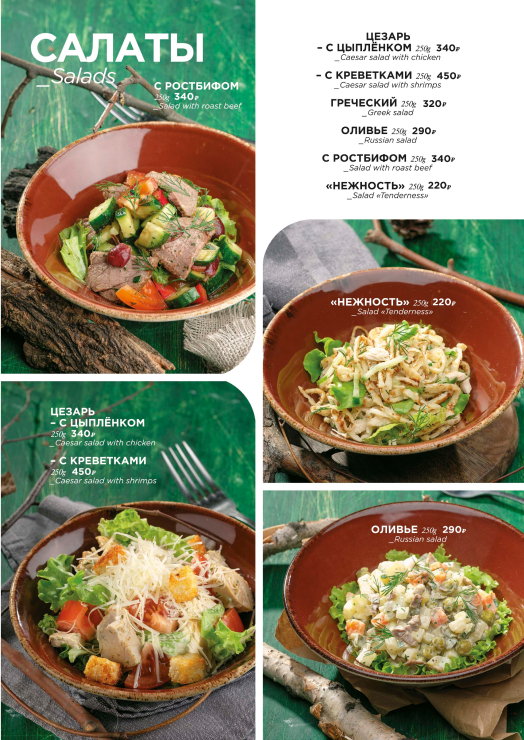 САЛАТЫ
_Salads
С РОСТБИФОМ
250g 340₽
_Salad with roast beef
ЦЕЗАРЬ
– С ЦЫПЛЁНКОМ 250g 340₽
_Caesar salad with chicken
– С КРЕВЕТКАМИ 250g 450₽
_Caesar salad with shrimps
ГРЕЧЕСКИЙ 250g 320₽
_Greek salad
ОЛИВЬЕ 250g 290₽
_Russian salad
С РОСТБИФОМ 250g 340₽
_Salad with roast beef
«НЕЖНОСТЬ» 250g 220₽
_Salad «Tenderness»
«НЕЖНОСТЬ» 250g 220₽
_Salad «Tenderness»
ЦЕЗАРЬ
– С ЦЫПЛЁНКОМ
250g 340₽
_Caesar salad with chicken
– С КРЕВЕТКАМИ
250g 450₽
_Caesar salad with shrimps
ОЛИВЬЕ 250g 290₽
_Russian salad